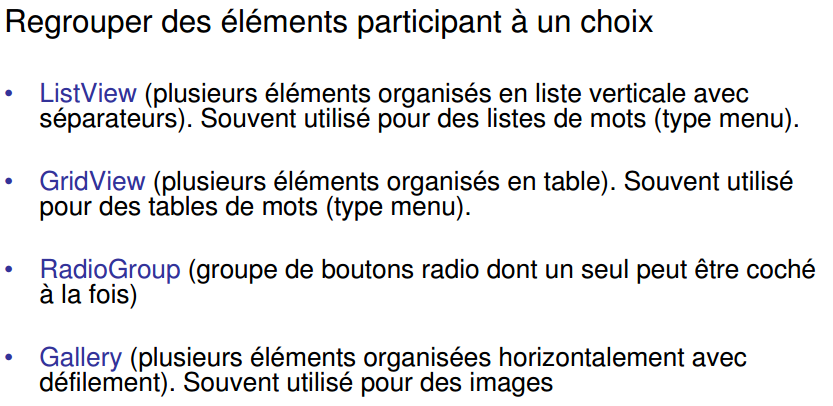 Regrouper des éléments participant à un choix
• ListView (plusieurs éléments organisés en liste verticale avec
séparateurs). Souvent utilisé pour des listes de mots (type menu).
• GridView (plusieurs éléments organisés en table). Souvent utilisé
pour des tables de mots (type menu).
• RadioGroup (groupe de boutons radio dont un seul peut être coché
à la fois)
• Gallery (plusieurs éléments organisées horizontalement avec
défilement). Souvent utilisé pour des images